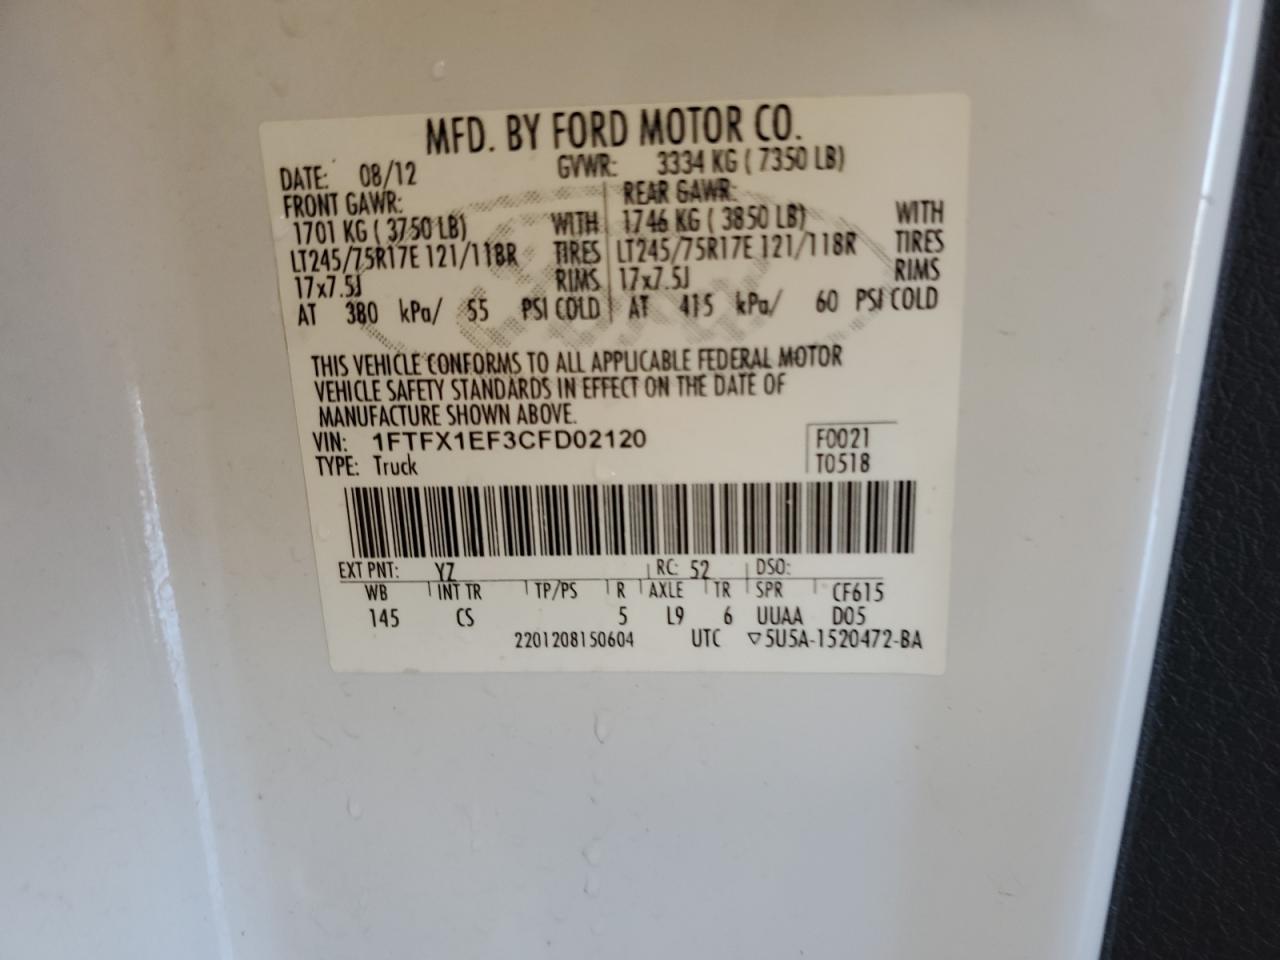 MFD. BY FORD MOTOR CO.
DATE: 08/12 GVWR: 3334 KG ( 7350 LB)
FRONT GAWR: REAR GAWR:
1701 KG ( 3750 LB) WITH 1746 KG ( 3850 LB) WITH
LT245/75R17E 121/118R TIRES LT245/75R17E 121/118R TIRES
17x7.5J RIMS 17x7.5J RIMS
AT 380 kPa/ 55 PSI COLD AT 415 kPa/ 60 PSI COLD
THIS VEHICLE CONFORMS TO ALL APPLICABLE FEDERAL MOTOR
VEHICLE SAFETY STANDARDS IN EFFECT ON THE DATE OF
MANUFACTURE SHOWN ABOVE.
VIN: 1FTFX1EF3CFD02120 F0021
TYPE: Truck T0518
EXT PNT: YZ RC: 52 DSO:
WB INT TR TP/PS R AXLE TR SPR CF615
145 CS 5 L9 6 UUAA D05
2201208150604 UTC ▽5U5A-1520472-BA